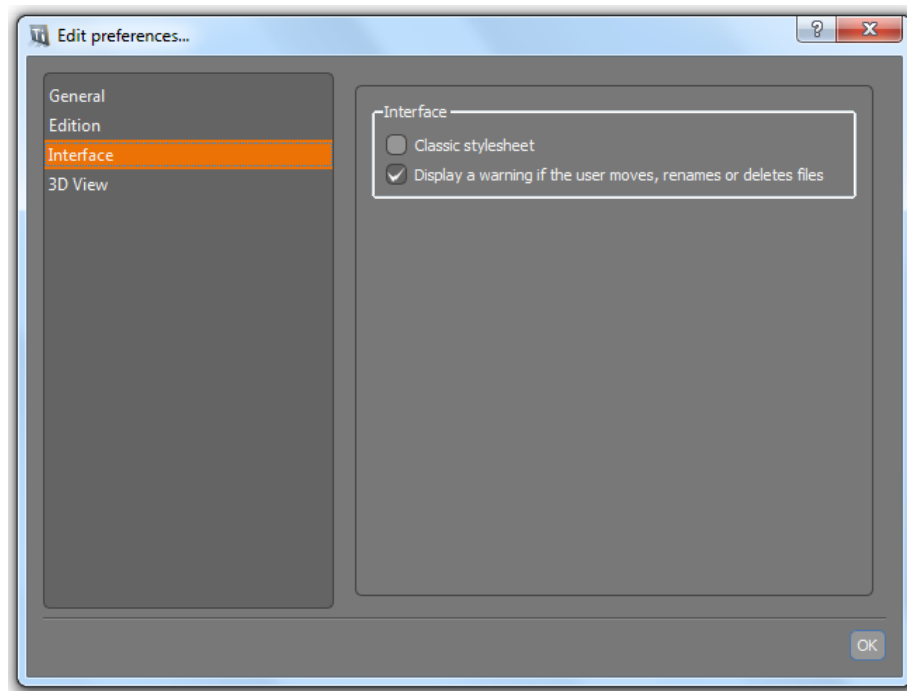 Edit preferences...
General
Edition
Interface
3D View
Interface
Classic stylesheet
Display a warning if the user moves, renames or deletes files
OK